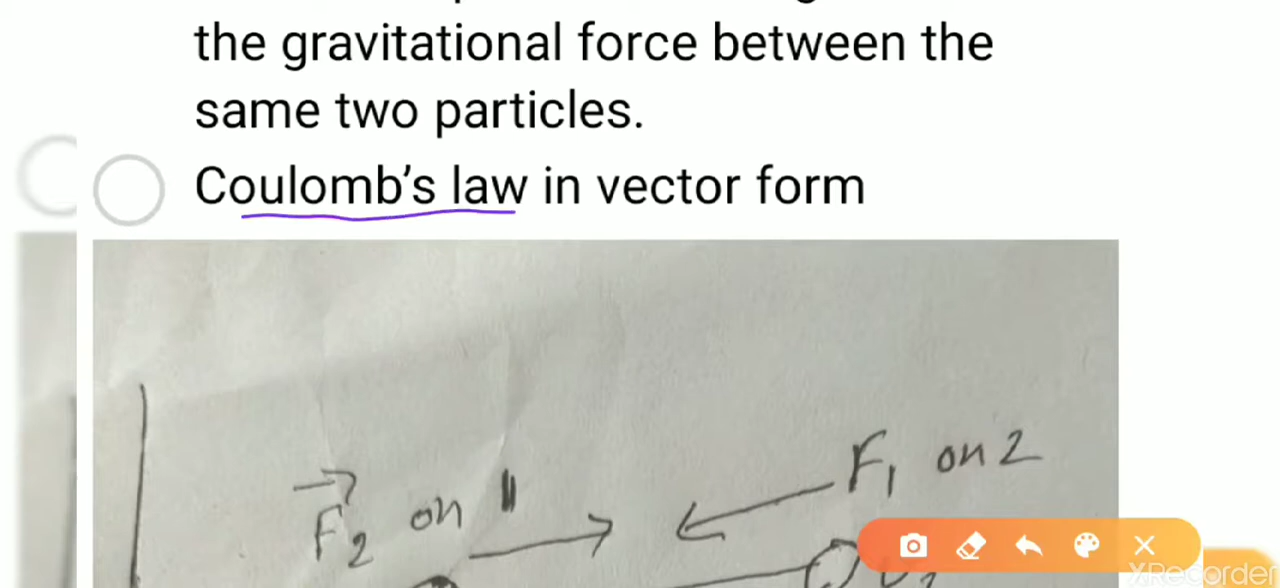 the gravitational force between the
same two particles.
Coulomb's law in vector form
F₁ on 2
F₂ on 1
XRecorder